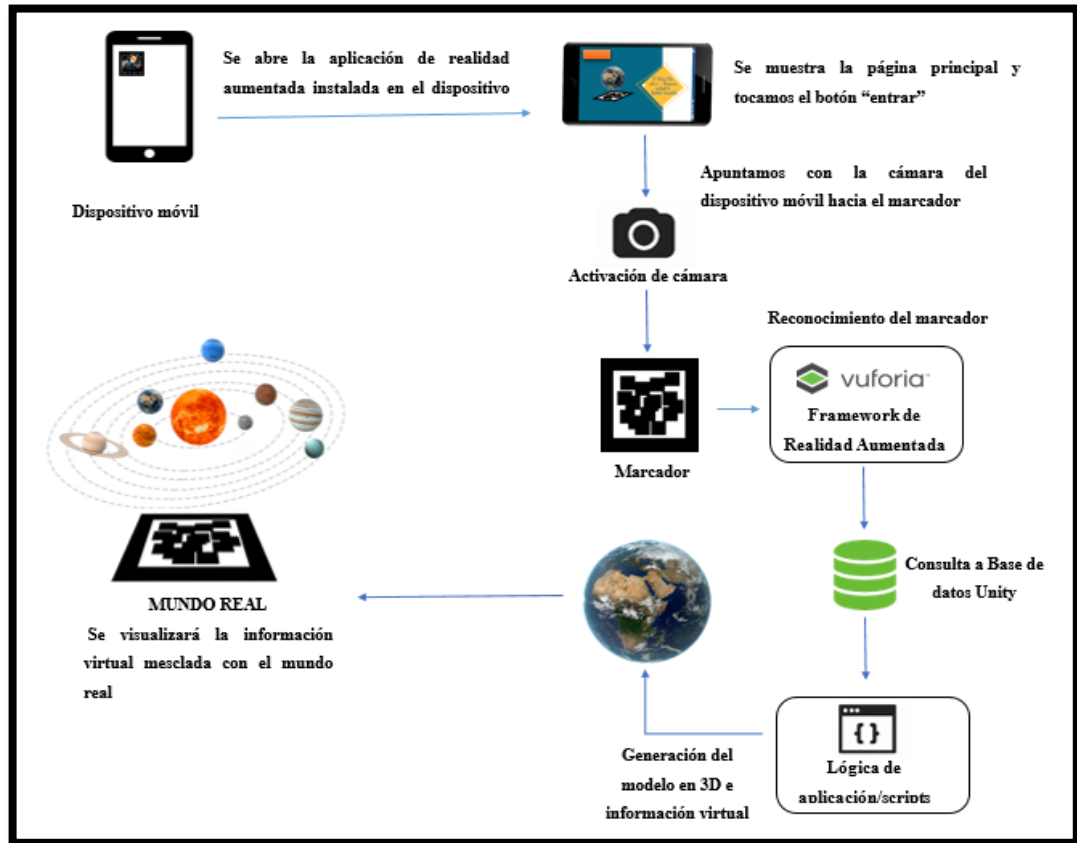 Se abre la aplicación de realidad
aumentada instalada en el dispositivo
Dispositivo móvil
Se muestra la página principal y
tocamos el botón “entrar”
Apuntamos con la cámara del
dispositivo móvil hacia el marcador
Activación de cámara
Reconocimiento del marcador
Marcador
vuforia™
Framework de
Realidad Aumentada
Consulta a Base de
datos Unity
{ }
Lógica de
aplicación/scripts
Generación del
modelo en 3D e
información virtual
MUNDO REAL
Se visualizará la información
virtual mesclada con el mundo
real